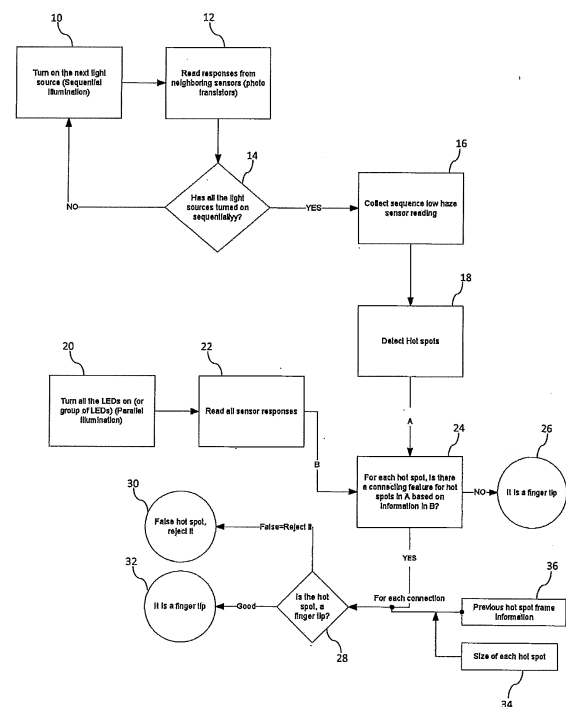 10
12
Turn on the next light
source (Sequential
Illumination)
Read responses from
neighboring sensors (photo
transistors)
14
16
Has all the light
sources turned on
sequentiallyy?
NO
YES
Collect sequence low haze
sensor reading
18
Detect Hot spots
20
22
Turn all the LEDs on (or
group of LEDs) (Parallel
Illumination)
Read all sensor responses
A
B
24
26
For each hot spot, is there
a connecting feature for hot
spots in A based on
information in B?
NO
It is a finger tip
30
False hot spot,
reject it
False=Reject it
YES
32
It is a finger tip
Good
Is the hot
spot, a
finger tip?
28
For each connection
36
Previous hot spot frame
information
Size of each hot spot
34